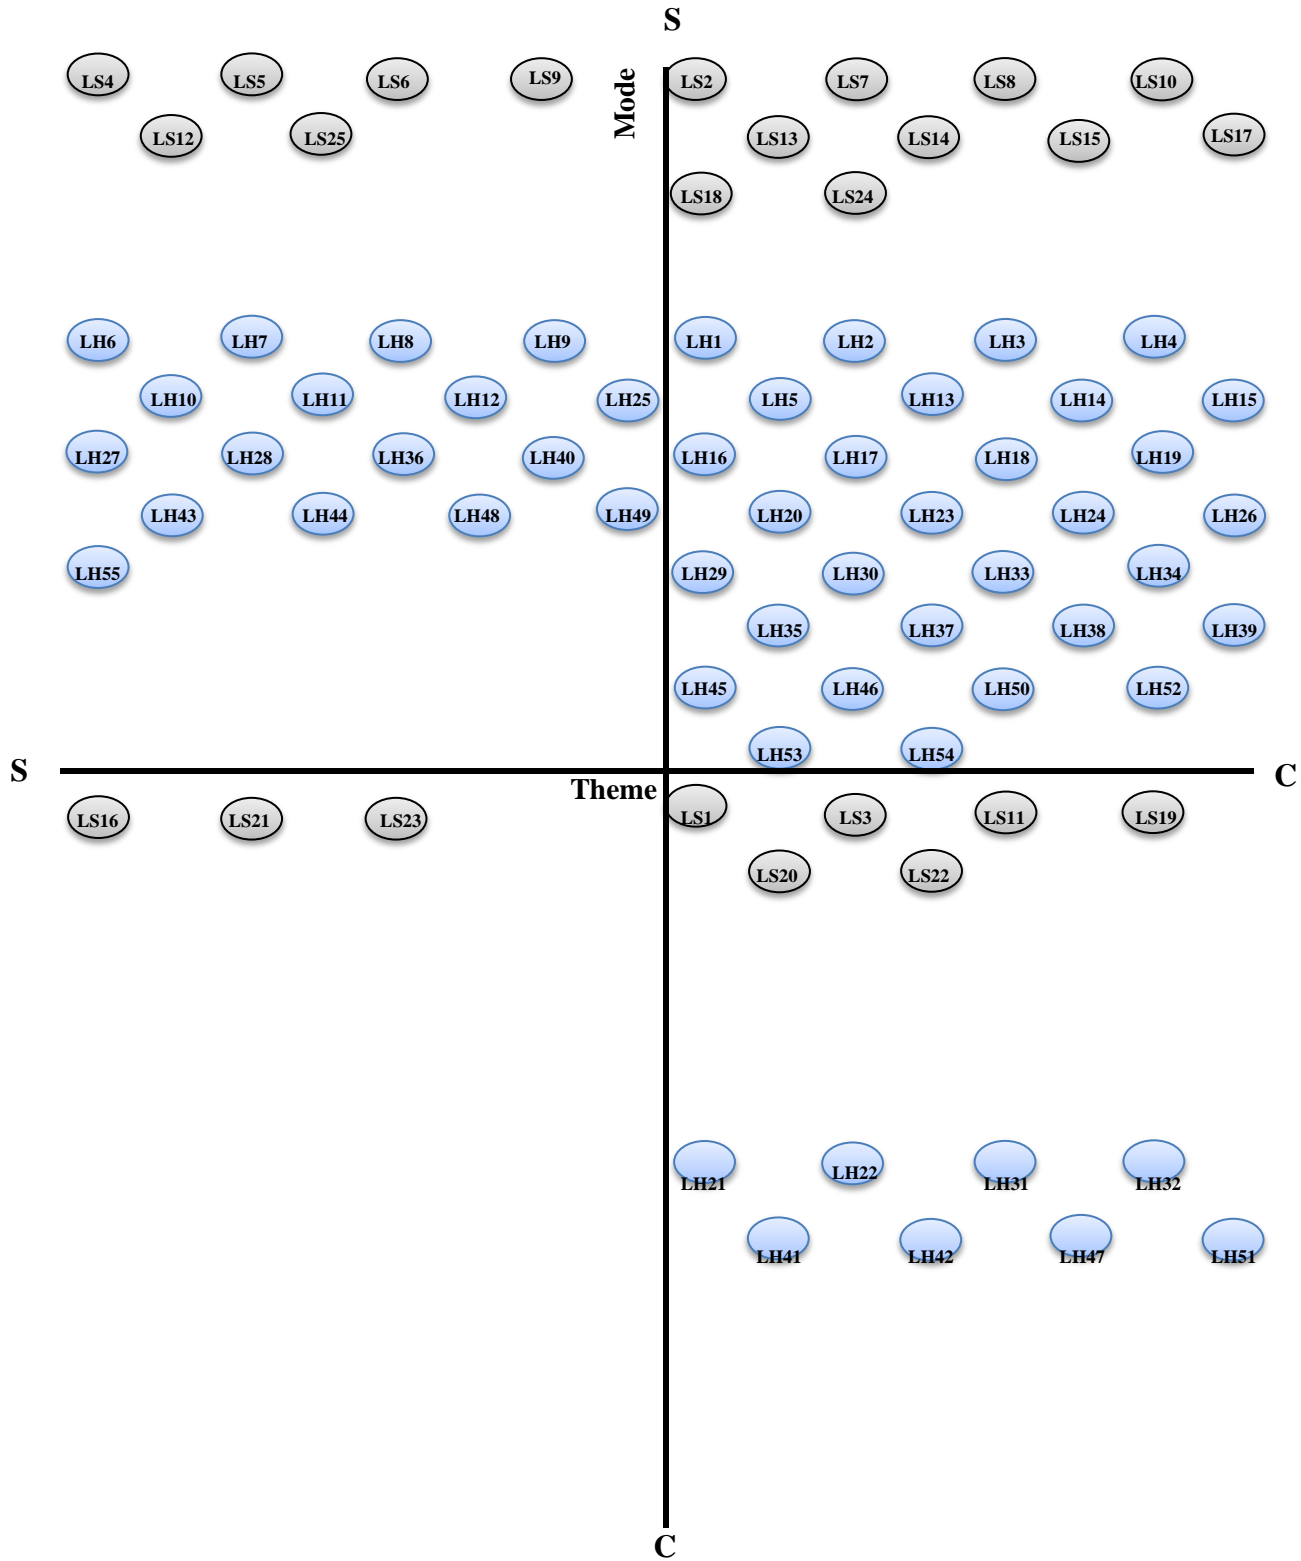 S
Mode
LS4 LS5 LS6 LS9 LS2 LS7 LS8 LS10
LS12 LS25 LS13 LS14 LS15 LS17
LS18 LS24
LH6 LH7 LH8 LH9 LH1 LH2 LH3 LH4
LH10 LH11 LH12 LH25 LH5 LH13 LH14 LH15
LH27 LH28 LH36 LH40 LH16 LH17 LH18 LH19
LH43 LH44 LH48 LH49 LH20 LH23 LH24 LH26
LH55 LH29 LH30 LH33 LH34
LH35 LH37 LH38 LH39
LH45 LH46 LH50 LH52
LH53 LH54
S C
Theme
LS16 LS21 LS23 LS1 LS3 LS11 LS19
LS20 LS22
LH21 LH22 LH31 LH32
LH41 LH42 LH47 LH51
C